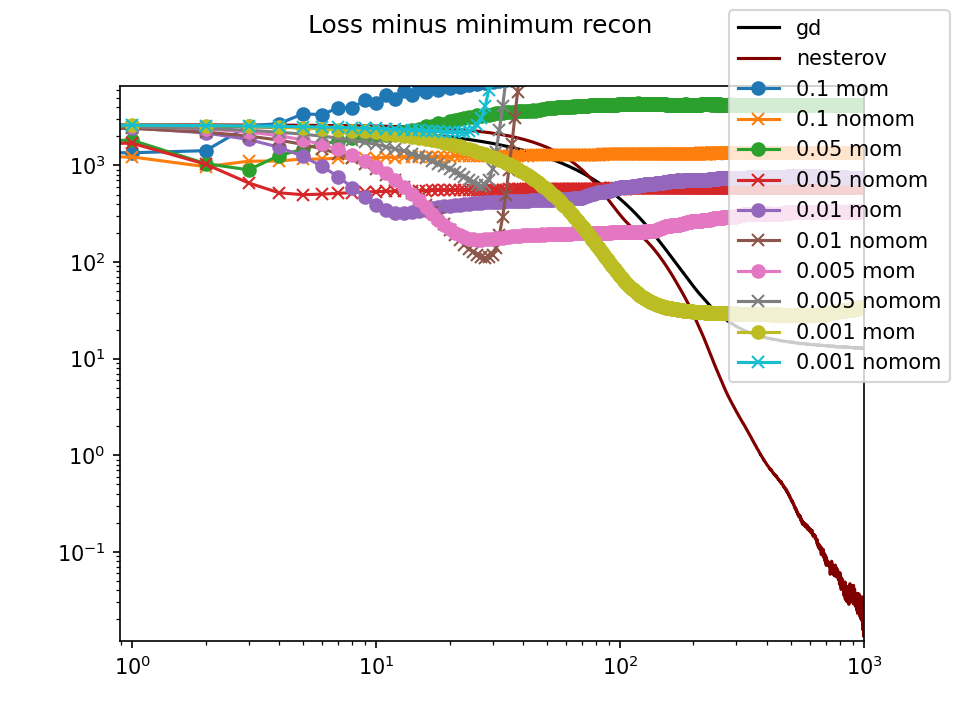 Loss minus minimum recon
gd
nesterov
0.1 mom
0.1 nomom
0.05 mom
0.05 nomom
0.01 mom
0.01 nomom
0.005 mom
0.005 nomom
0.001 mom
0.001 nomom
10³
10²
10¹
10⁰
10⁻¹
10⁰ 10¹ 10² 10³